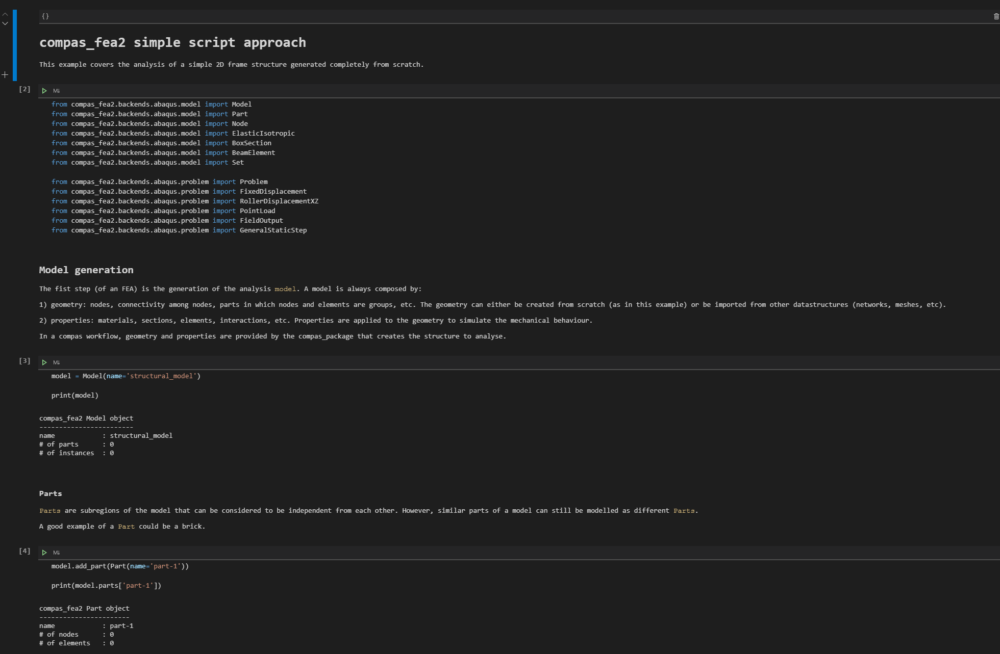 {}
compas_fea2 simple script approach
This example covers the analysis of a simple 2D frame structure generated completely from scratch.
[2]
M↓
from compas_fea2.backends.abaqus.model import Model
from compas_fea2.backends.abaqus.model import Part
from compas_fea2.backends.abaqus.model import Node
from compas_fea2.backends.abaqus.model import ElasticIsotropic
from compas_fea2.backends.abaqus.model import BoxSection
from compas_fea2.backends.abaqus.model import BeamElement
from compas_fea2.backends.abaqus.model import Set
from compas_fea2.backends.abaqus.problem import Problem
from compas_fea2.backends.abaqus.problem import FixedDisplacement
from compas_fea2.backends.abaqus.problem import RollerDisplacementXZ
from compas_fea2.backends.abaqus.problem import PointLoad
from compas_fea2.backends.abaqus.problem import FieldOutput
from compas_fea2.backends.abaqus.problem import GeneralStaticStep
Model generation
The fist step (of an FEA) is the generation of the analysis model. A model is always composed by:
1) geometry: nodes, connectivity among nodes, parts in which nodes and elements are groups, etc. The geometry can either be created from scratch (as in this example) or be imported from other datastructures (networks, meshes, etc).
2) properties: materials, sections, elements, interactions, etc. Properties are applied to the geometry to simulate the mechanical behaviour.
In a compas workflow, geometry and properties are provided by the compas_package that creates the structure to analyse.
[3]
M↓
model = Model(name='structural_model')
print(model)
compas_fea2 Model object
------------------------
name            : structural_model
# of parts      : 0
# of instances  : 0
Parts
Parts are subregions of the model that can be considered to be independent from each other. However, similar parts of a model can still be modelled as different Parts.
A good example of a Part could be a brick.
[4]
M↓
model.add_part(Part(name='part-1'))
print(model.parts['part-1'])
compas_fea2 Part object
-----------------------
name            : part-1
# of nodes      : 0
# of elements   : 0